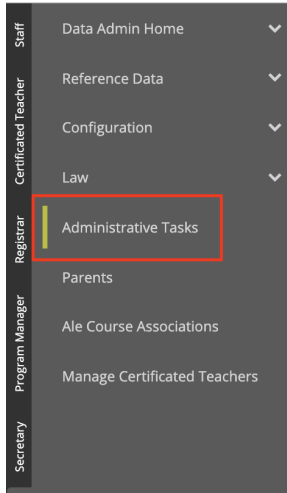 Staff
Certificated Teacher
Registrar
Program Manager
Secretary
Data Admin Home
Reference Data
Configuration
Law
Administrative Tasks
Parents
Ale Course Associations
Manage Certificated Teachers